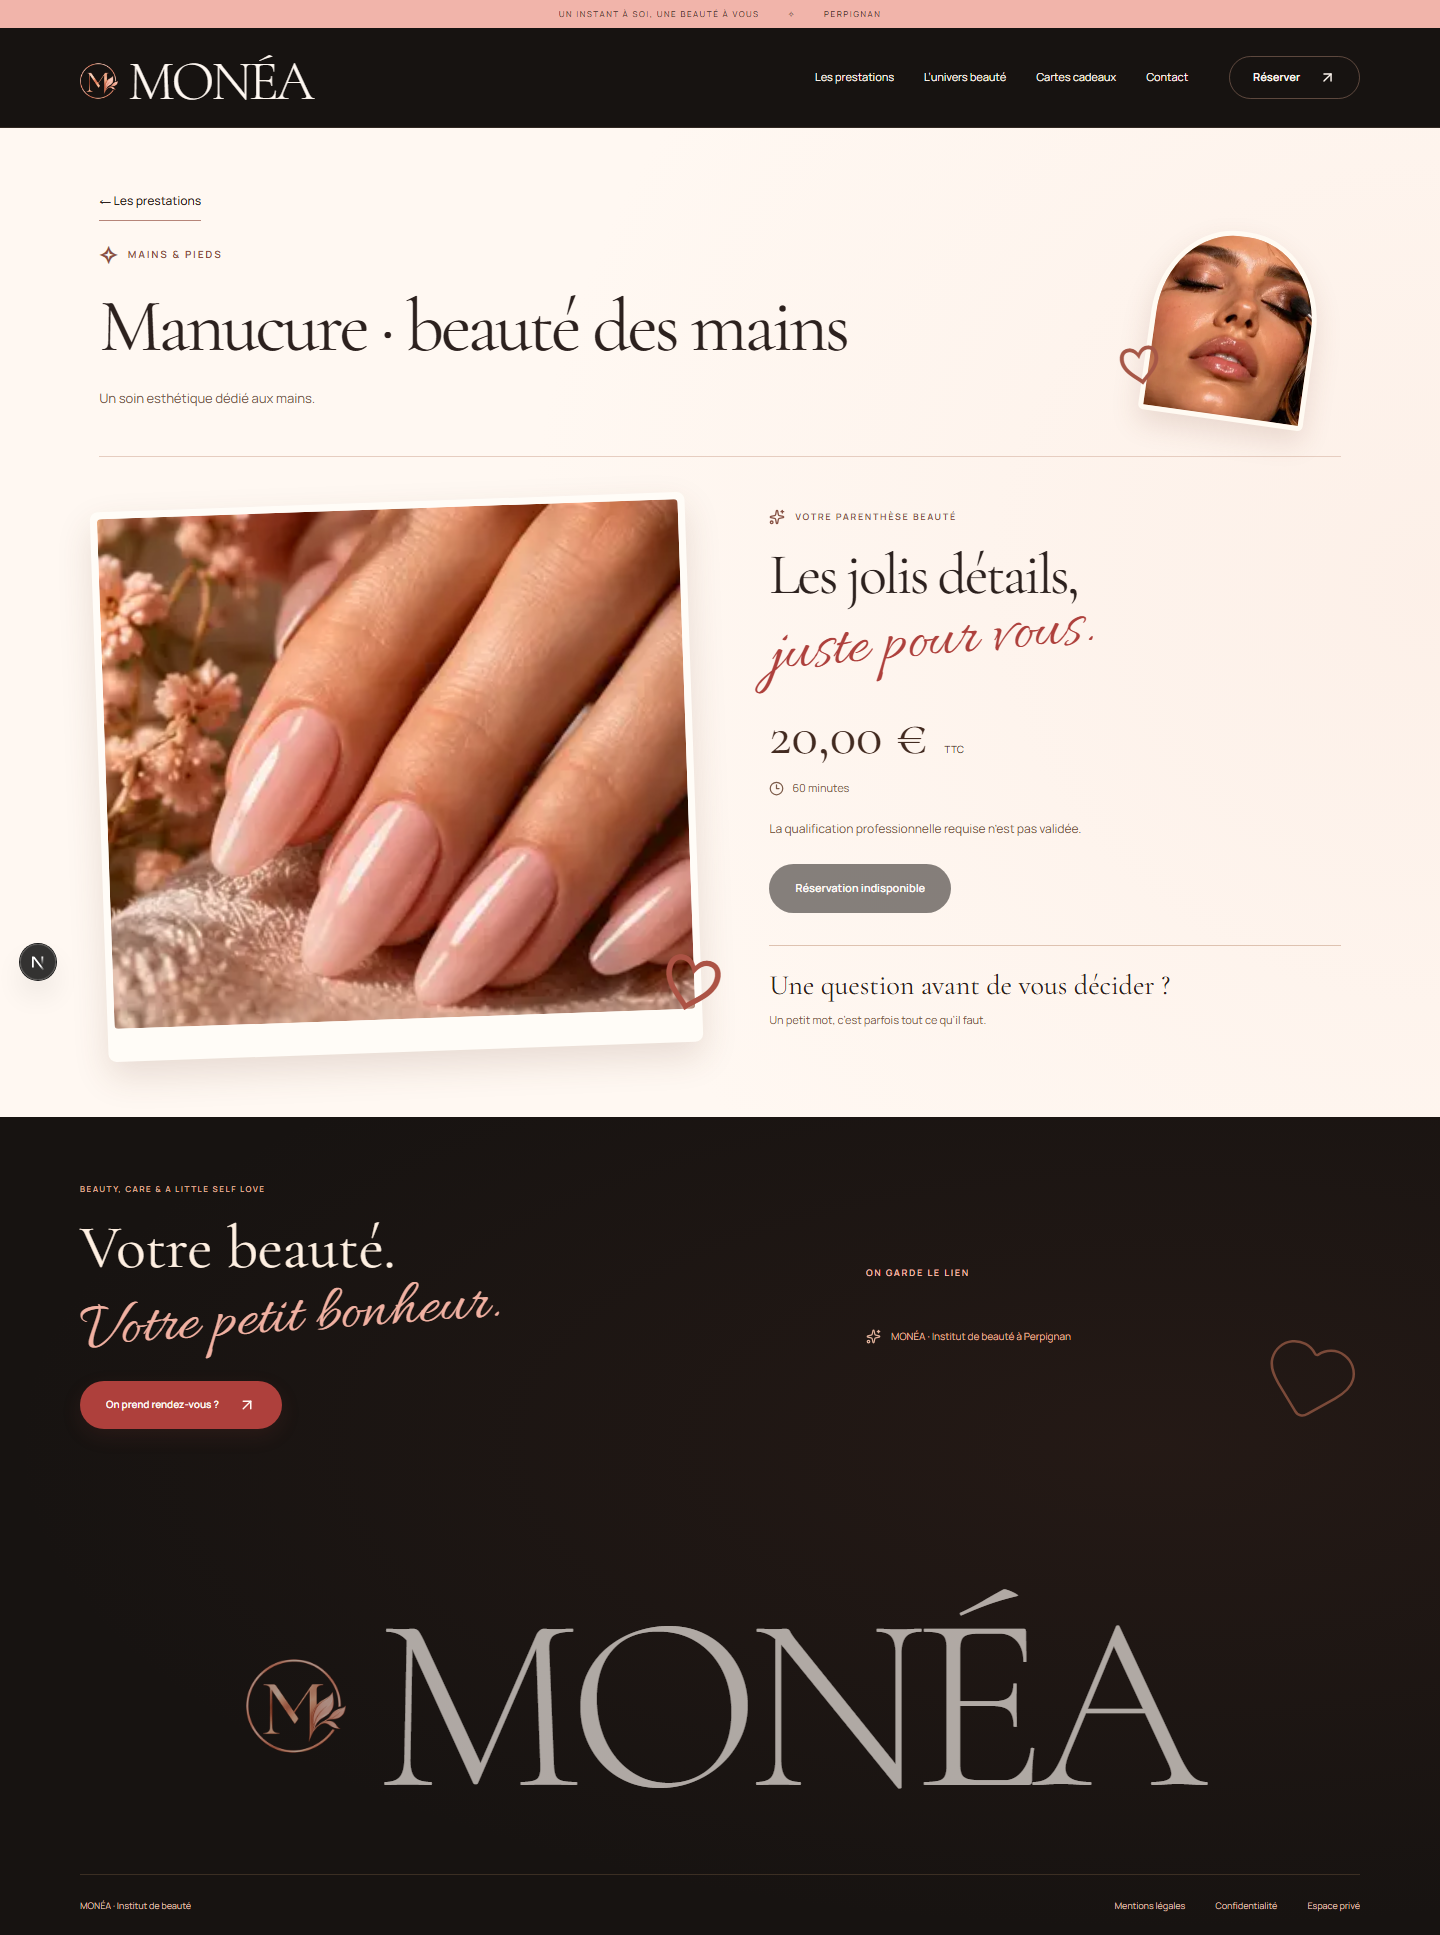 UN INSTANT À SOI, UNE BEAUTÉ À VOUS ✧ PERPIGNAN
M MONÉA
Les prestations L'univers beauté Cartes cadeaux Contact Réserver
← Les prestations
MAINS & PIEDS
Manucure · beauté des mains
Un soin esthétique dédié aux mains.
VOTRE PARENTHÈSE BEAUTÉ
Les jolis détails,
juste pour vous.
20,00 € TTC
60 minutes
La qualification professionnelle requise n'est pas validée.
Réservation indisponible
N
Une question avant de vous décider ?
Un petit mot, c'est parfois tout ce qu'il faut.
BEAUTY, CARE & A LITTLE SELF LOVE
Votre beauté.
Votre petit bonheur.
On prend rendez-vous ?
ON GARDE LE LIEN
MONÉA · Institut de beauté à Perpignan
M MONÉA
MONÉA · Institut de beauté
Mentions légales Confidentialité Espace privé